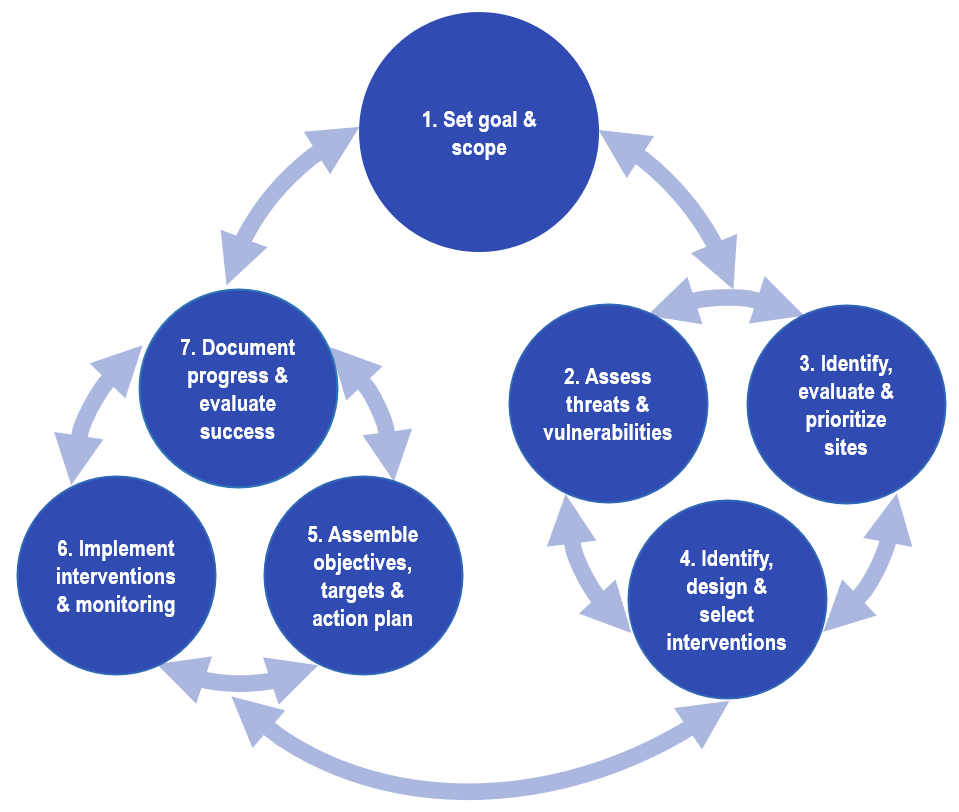 1. Set goal &
scope
2. Assess
threats &
vulnerabilities
3. Identify,
evaluate &
prioritize
sites
4. Identify,
design &
select
interventions
5. Assemble
objectives,
targets &
action plan
6. Implement
interventions
& monitoring
7. Document
progress &
evaluate
success